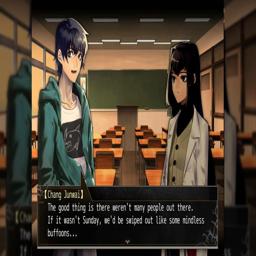 【Chang Junwai】
The good thing is there weren't many people out there.
If it wasn't Sunday, we'd be swiped out like some mindless
buffoons...